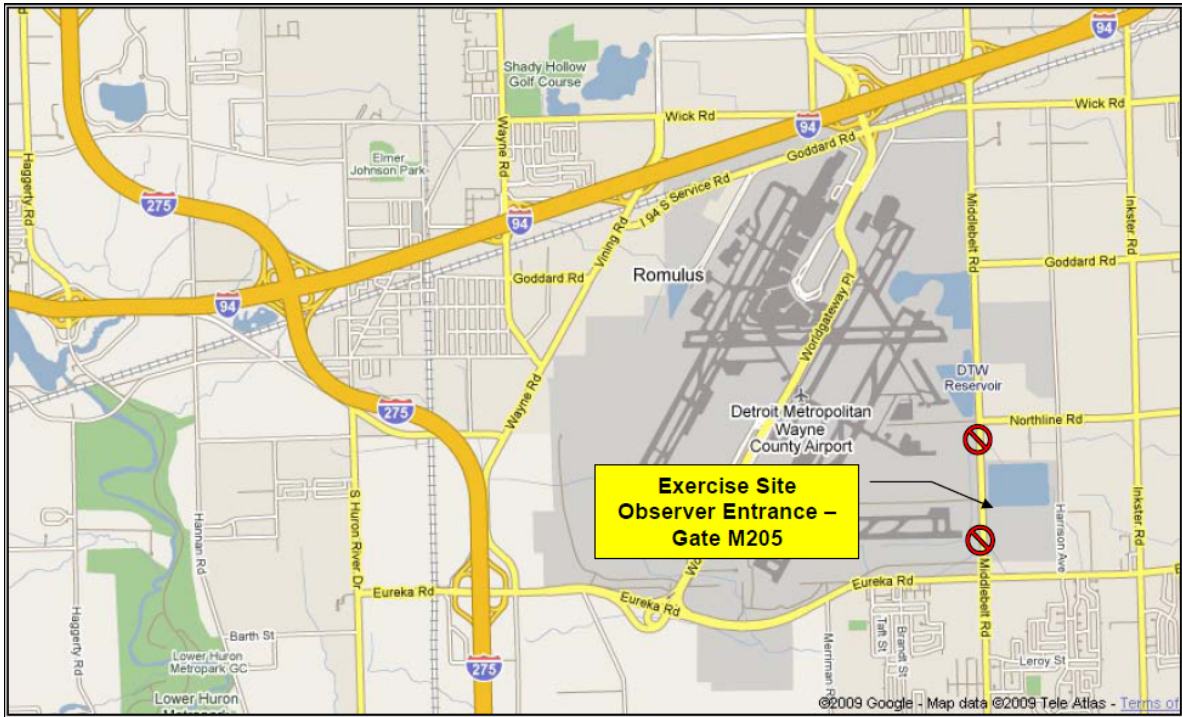 94
Shady Hollow
Golf Course
Wick Rd
Wick Rd
94
Goddard Rd
Wayne Rd
Elmer
Johnson Park
Haggerty Rd
275
94
I 94 S Service Rd
Vining Rd
Middlebelt Rd
Inkster Rd
Goddard Rd
Romulus
Goddard Rd
94
Worldgateway Pl
DTW
Reservoir
Wayne Rd
275
Detroit Metropolitan
Wayne
County Airport
Northline Rd
Exercise Site
Observer Entrance –
Gate M205
S Huron River Dr
Hannan Rd
Harrison Ave
Inkster Rd
Eureka Rd
Eureka Rd
Eureka Rd
Middlebelt Rd
Haggerty Rd
Barth St
Lower Huron
Metropark GC
275
Merriman Rd
Taft St
Brandt St
Leroy St
Lower Huron
©2009 Google - Map data ©2009 Tele Atlas - Terms of